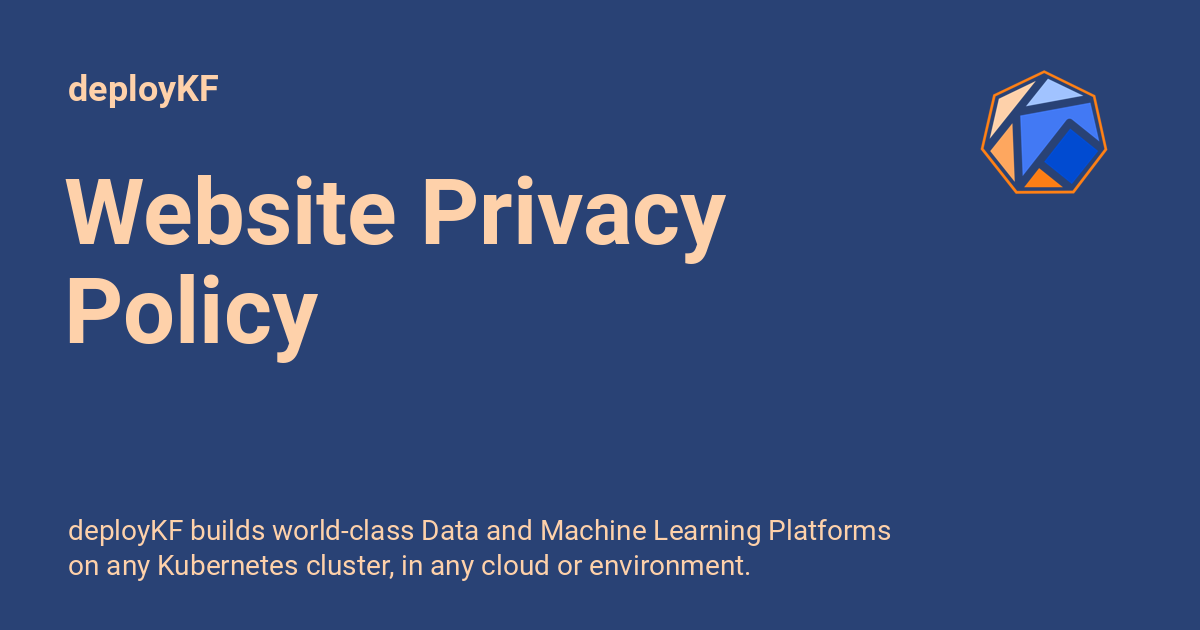 deployKF
Website Privacy
Policy
deployKF builds world-class Data and Machine Learning Platforms
on any Kubernetes cluster, in any cloud or environment.